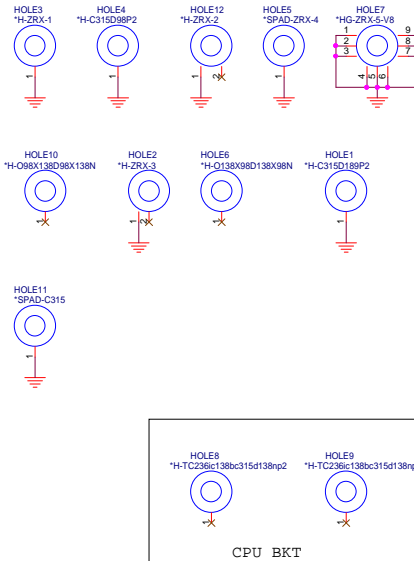 HOLE3
*H-ZRX-1
1
HOLE4
*H-C315D98P2
1
HOLE12
*H-ZRX-2
1
2
HOLE5
*SPAD-ZRX-4
1
HOLE7
*HG-ZRX-5-V8
1
2
3
9
8
7
4
5
6
HOLE10
*H-O98X138D98X138N
1
HOLE2
*H-ZRX-3
1
2
HOLE6
*H-O138X98D138X98N
1
HOLE1
*H-C315D189P2
1
HOLE11
*SPAD-C315
1
HOLE8
*H-TC236ic138bc315d138np2
1
HOLE9
*H-TC236ic138bc315d138np
1
CPU BKT